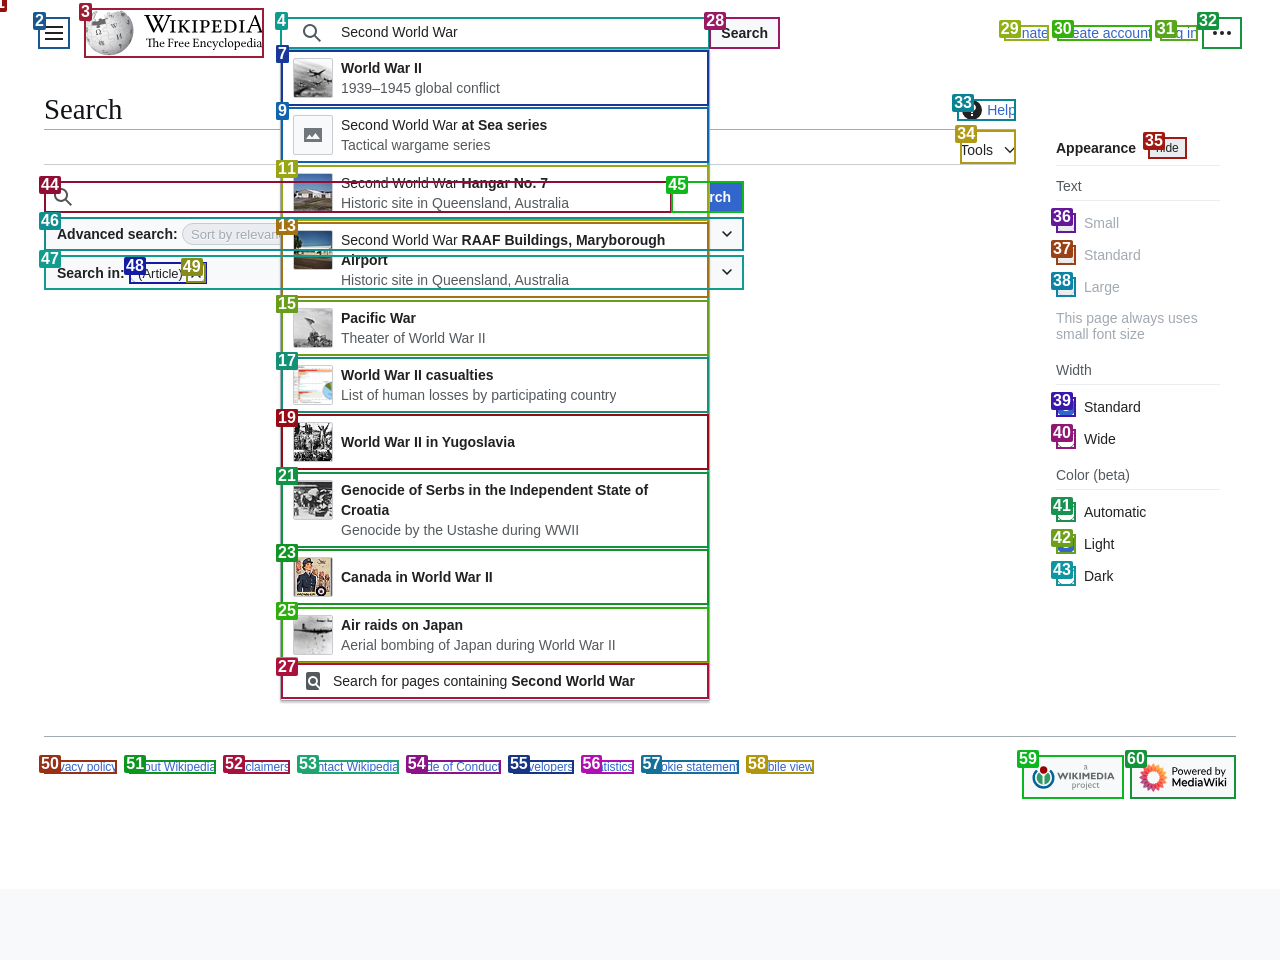 1
2
3
WIKIPEDIA
The Free Encyclopedia
4
Second World War
28
Search
29
nate
30
eate account
31
g in
32
7
World War II
1939–1945 global conflict
Search
33
Help
9
Second World War at Sea series
Tactical wargame series
34
Tools
Appearance
35
hide
11
Second World War Hangar No. 7
Historic site in Queensland, Australia
44
45
rch
Text
36
Small
46
Advanced search:
Sort by relevan
13
Second World War RAAF Buildings, Maryborough
Airport
Historic site in Queensland, Australia
37
Standard
47
Search in:
48
(Article)
49
38
Large
15
Pacific War
Theater of World War II
This page always uses
small font size
17
World War II casualties
List of human losses by participating country
Width
39
Standard
19
World War II in Yugoslavia
40
Wide
21
Genocide of Serbs in the Independent State of
Croatia
Genocide by the Ustashe during WWII
Color (beta)
41
Automatic
42
Light
23
Canada in World War II
43
Dark
25
Air raids on Japan
Aerial bombing of Japan during World War II
27
Search for pages containing Second World War
50
vacy policy
51
out Wikipedia
52
claimers
53
ntact Wikipedia
54
de of Conduct
55
velopers
56
tistics
57
okie statement
58
bile view
59
a
WIKIMEDIA
project
60
Powered by
MediaWiki